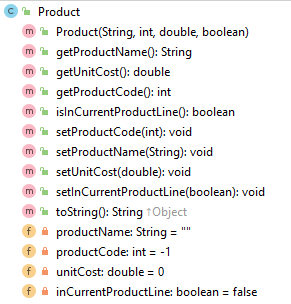 Product
Product(String, int, double, boolean)
getProductName(): String
getUnitCost(): double
getProductCode(): int
isInCurrentProductLine(): boolean
setProductCode(int): void
setProductName(String): void
setUnitCost(double): void
setInCurrentProductLine(boolean): void
toString(): String ↑Object
productName: String = ""
productCode: int = -1
unitCost: double = 0
inCurrentProductLine: boolean = false